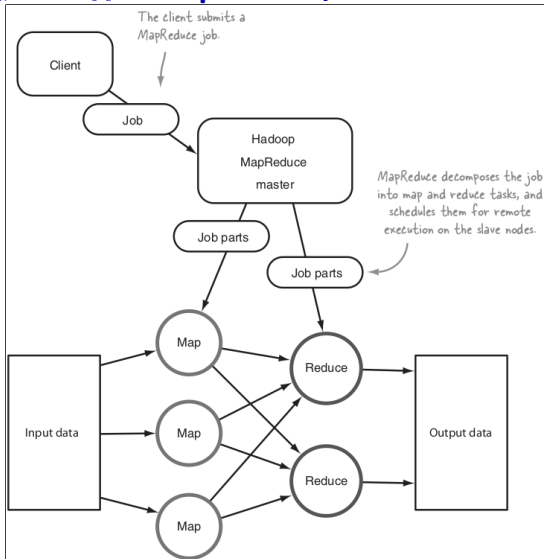 The client submits a
MapReduce job.
Client
Job
Hadoop
MapReduce
master
MapReduce decomposes the job
into map and reduce tasks, and
schedules them for remote
execution on the slave nodes.
Job parts
Job parts
Map
Reduce
Input data
Map
Output data
Reduce
Map